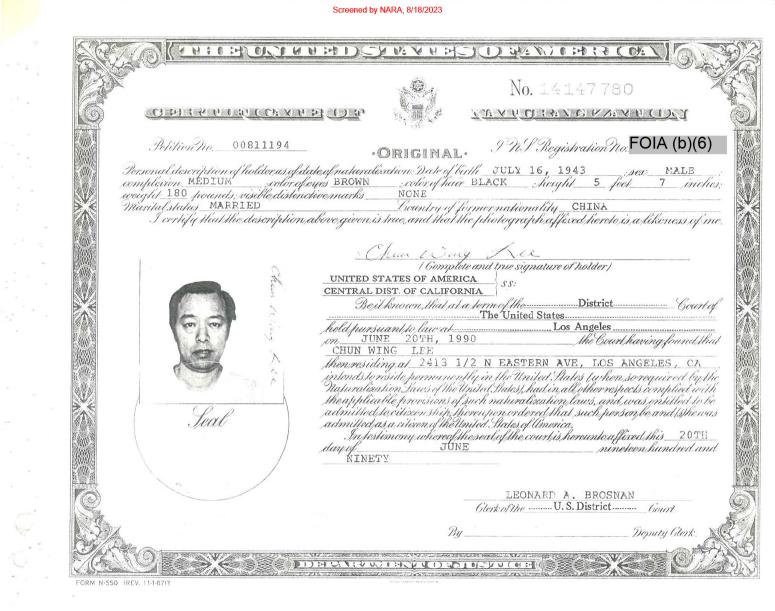 Screened by NARA, 8/18/2023
THE UNITED STATES OF AMERICA
No. 14147780
CERTIFICATE OF NATURALIZATION
Petition No. 00811194
I N S Registration No. FOIA (b)(6)
·ORIGINAL·
Personal description of holder as of date of naturalization: Date of birth JULY 16, 1943 ; sex MALE ;
complexion MEDIUM ; color of eyes BROWN ; color of hair BLACK ; height 5 feet 7 inches;
weight 180 pounds; visible distinctive marks NONE
Marital status MARRIED Country of former nationality CHINA
I certify that the description above given is true, and that the photograph affixed hereto is a likeness of me.
Chun Wing Lee
(Complete and true signature of holder)
Chun Wing Lee
UNITED STATES OF AMERICA
CENTRAL DIST. OF CALIFORNIA
ss:
Be it known, that at a term of the District Court of
The United States
held pursuant to law at Los Angeles
on JUNE 20TH, 1990 the Court having found that
CHUN WING LEE
then residing at 2413 1/2 N EASTERN AVE, LOS ANGELES, CA
intends to reside permanently in the United States (when so required by the
Naturalization Laws of the United States), had in all other respects complied with
the applicable provisions of such naturalization laws, and was entitled to be
admitted to citizenship, thereupon ordered that such person be and (s)he was
admitted as a citizen of the United States of America.
In testimony whereof the seal of the court is hereunto affixed this 20TH
day of JUNE nineteen hundred and
NINETY
Seal
LEONARD A. BROSNAN
Clerk of the U. S. District Court
By Deputy Clerk.
DEPARTMENT OF JUSTICE
FORM N-550 (REV. 11-1-87)Y